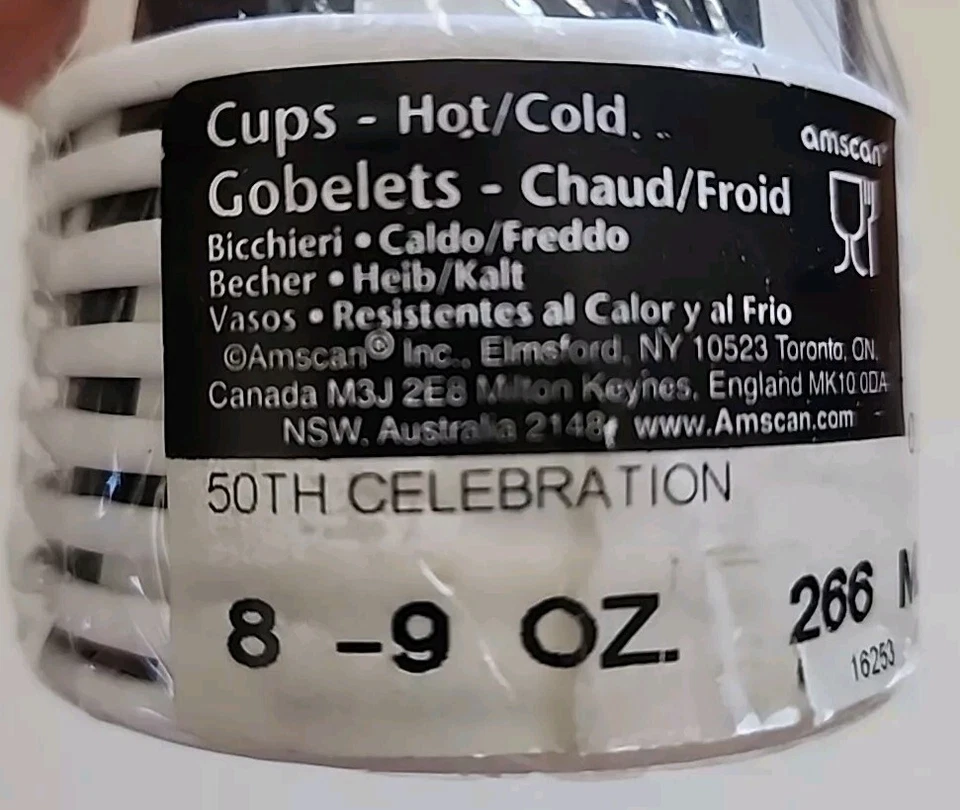 Cups - Hot/Cold.
amscan
Gobelets - Chaud/Froid
Bicchieri • Caldo/Freddo
Becher • Heib/Kalt
Vasos • Resistentes al Calor y al Frio
©Amscan® Inc., Elmsford, NY 10523 Toronto, ON,
Canada M3J 2E8 Milton Keynes, England MK10 0DA
NSW, Australia 2148, www.Amscan.com
50TH CELEBRATION
8 -9 OZ. 266 M
16253